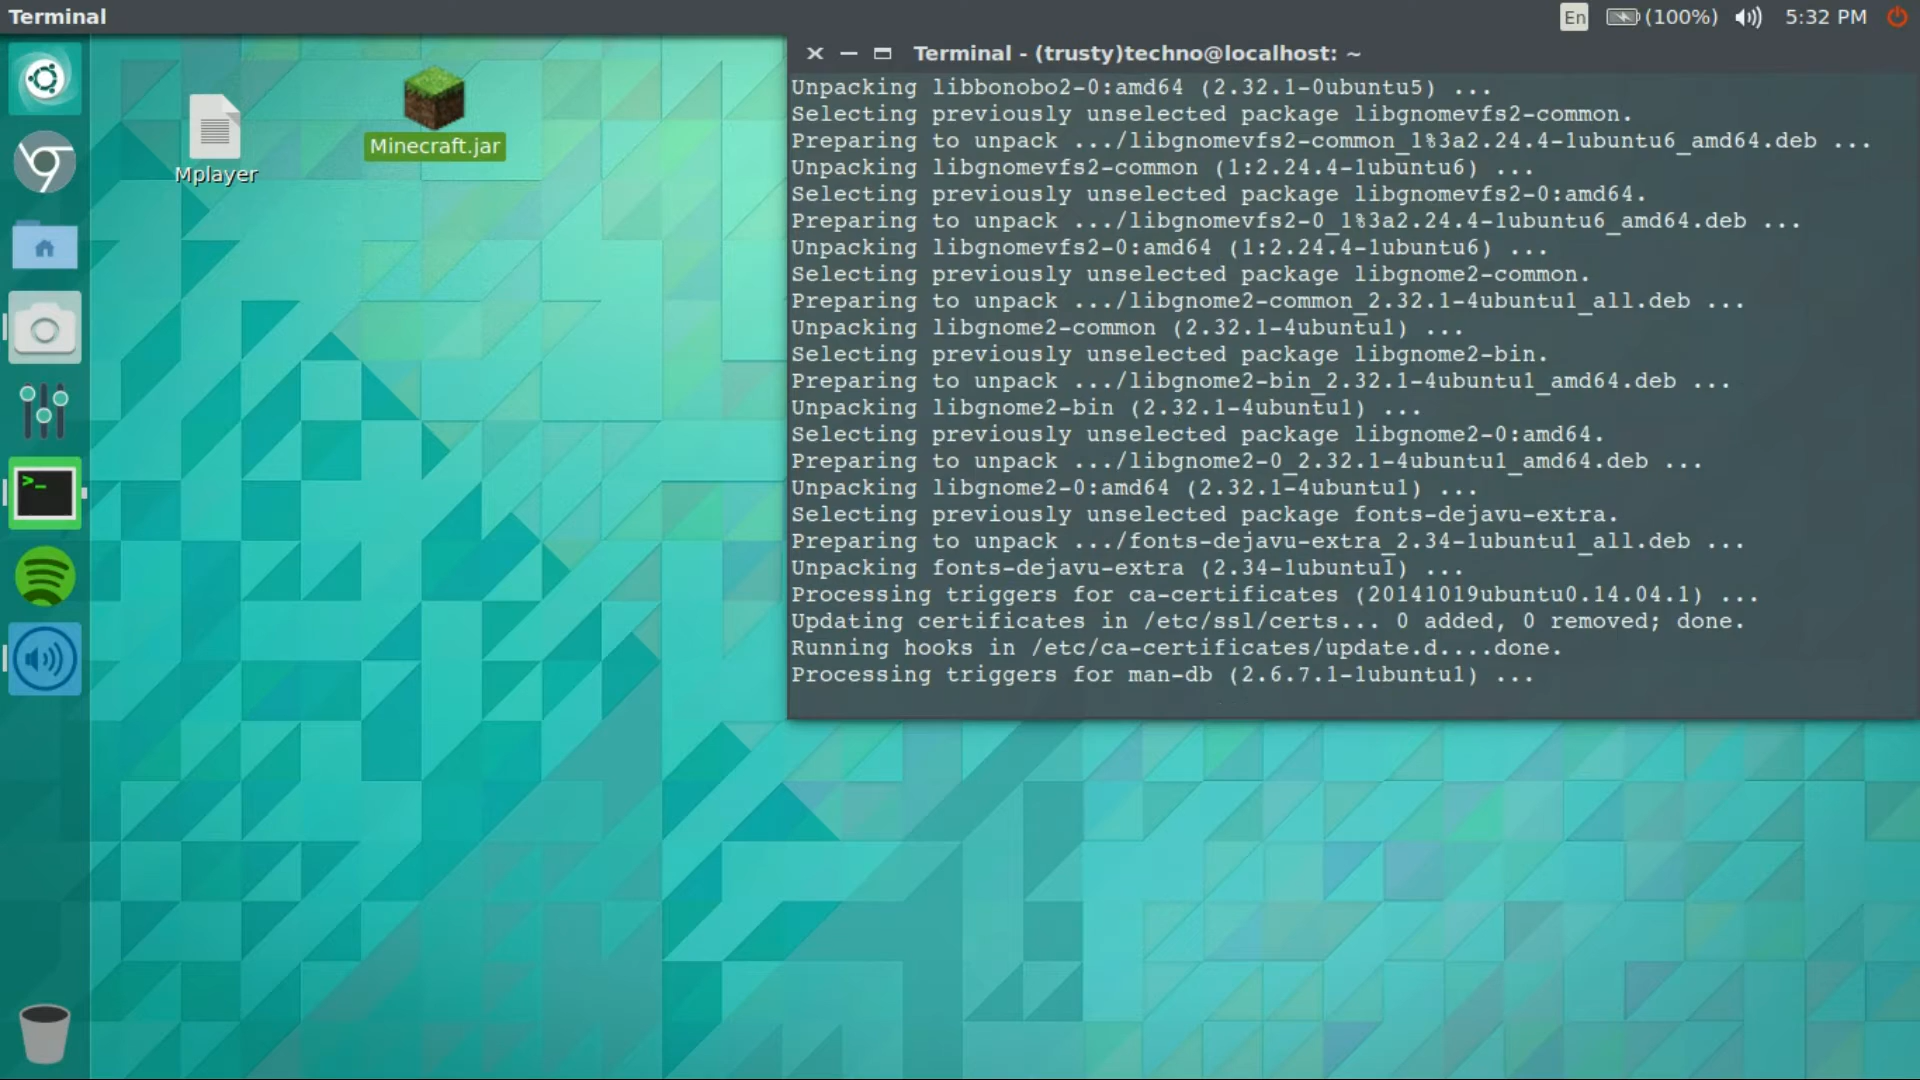 Terminal
En
(100%)
5:32 PM
Mplayer
Minecraft.jar
>_
Terminal - (trusty)techno@localhost: ~
Unpacking libbonobo2-0:amd64 (2.32.1-0ubuntu5) ...
Selecting previously unselected package libgnomevfs2-common.
Preparing to unpack .../libgnomevfs2-common_1%3a2.24.4-1ubuntu6_amd64.deb ...
Unpacking libgnomevfs2-common (1:2.24.4-1ubuntu6) ...
Selecting previously unselected package libgnomevfs2-0:amd64.
Preparing to unpack .../libgnomevfs2-0_1%3a2.24.4-1ubuntu6_amd64.deb ...
Unpacking libgnomevfs2-0:amd64 (1:2.24.4-1ubuntu6) ...
Selecting previously unselected package libgnome2-common.
Preparing to unpack .../libgnome2-common_2.32.1-4ubuntu1_all.deb ...
Unpacking libgnome2-common (2.32.1-4ubuntu1) ...
Selecting previously unselected package libgnome2-bin.
Preparing to unpack .../libgnome2-bin_2.32.1-4ubuntu1_amd64.deb ...
Unpacking libgnome2-bin (2.32.1-4ubuntu1) ...
Selecting previously unselected package libgnome2-0:amd64.
Preparing to unpack .../libgnome2-0_2.32.1-4ubuntu1_amd64.deb ...
Unpacking libgnome2-0:amd64 (2.32.1-4ubuntu1) ...
Selecting previously unselected package fonts-dejavu-extra.
Preparing to unpack .../fonts-dejavu-extra_2.34-1ubuntu1_all.deb ...
Unpacking fonts-dejavu-extra (2.34-1ubuntu1) ...
Processing triggers for ca-certificates (20141019ubuntu0.14.04.1) ...
Updating certificates in /etc/ssl/certs... 0 added, 0 removed; done.
Running hooks in /etc/ca-certificates/update.d....done.
Processing triggers for man-db (2.6.7.1-1ubuntu1) ...